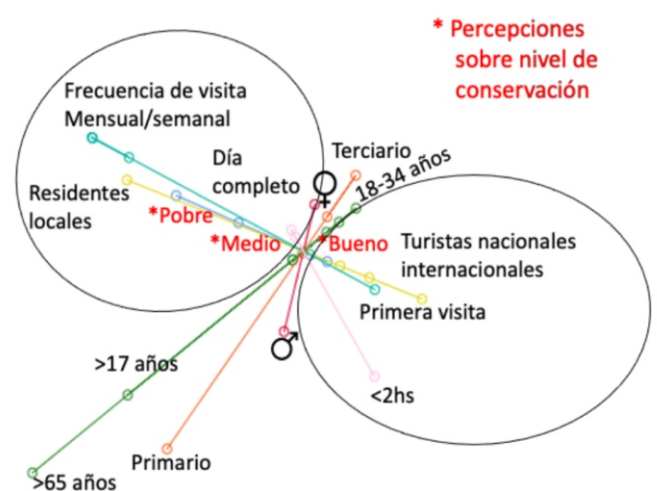 * Percepciones
sobre nivel de
conservación
Frecuencia de visita
Mensual/semanal
Día
completo
Terciario
18-34 años
Residentes
locales
*Pobre
*Medio
*Bueno
Turistas nacionales
internacionales
Primera visita
>17 años
<2hs
Primario
>65 años